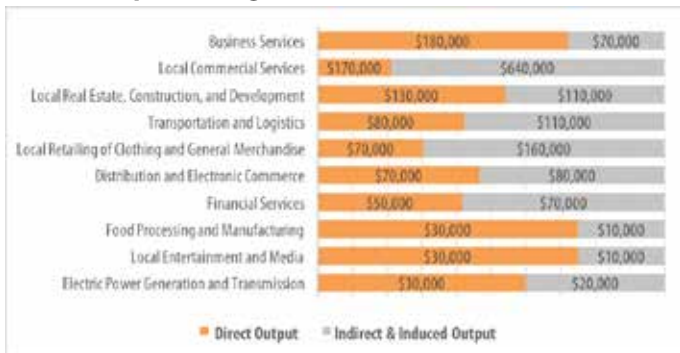 Business Services $180,000 $70,000
Local Commercial Services $170,000 $640,000
Local Real Estate, Construction, and Development $130,000 $110,000
Transportation and Logistics $80,000 $110,000
Local Retailing of Clothing and General Merchandise $70,000 $160,000
Distribution and Electronic Commerce $70,000 $80,000
Financial Services $50,000 $70,000
Food Processing and Manufacturing $30,000 $10,000
Local Entertainment and Media $30,000 $10,000
Electric Power Generation and Transmission $30,000 $20,000
Direct Output Indirect & Induced Output